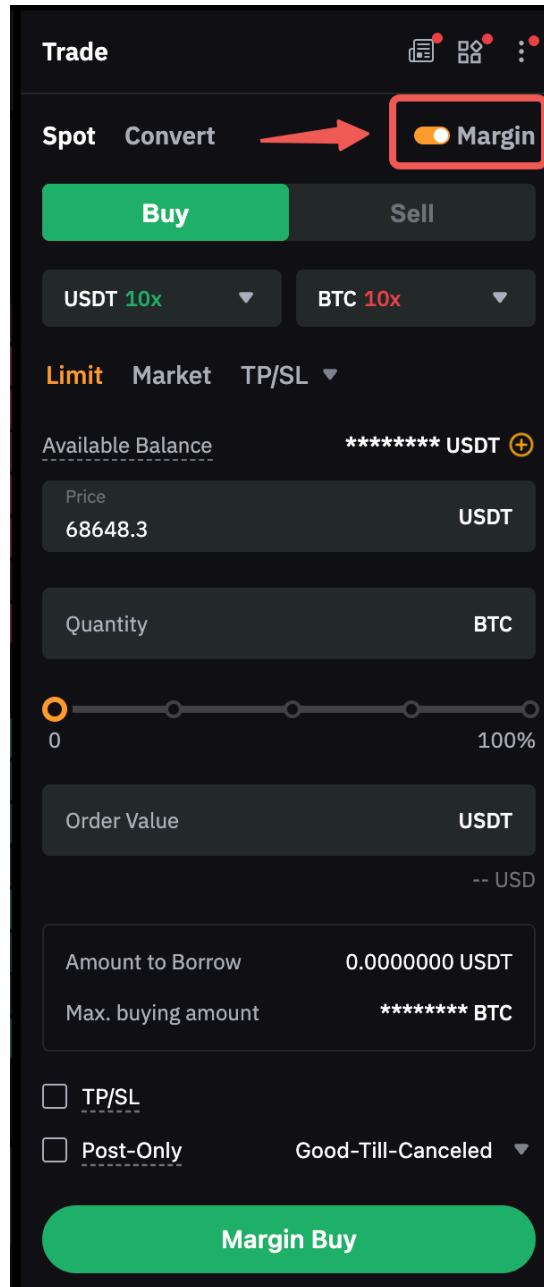 Trade
Spot Convert Margin
Buy Sell
USDT 10x BTC 10x
Limit Market TP/SL
Available Balance ******** USDT
Price
68648.3 USDT
Quantity BTC
0 100%
Order Value USDT
-- USD
Amount to Borrow 0.0000000 USDT
Max. buying amount ******** BTC
TP/SL
Post-Only Good-Till-Canceled
Margin Buy